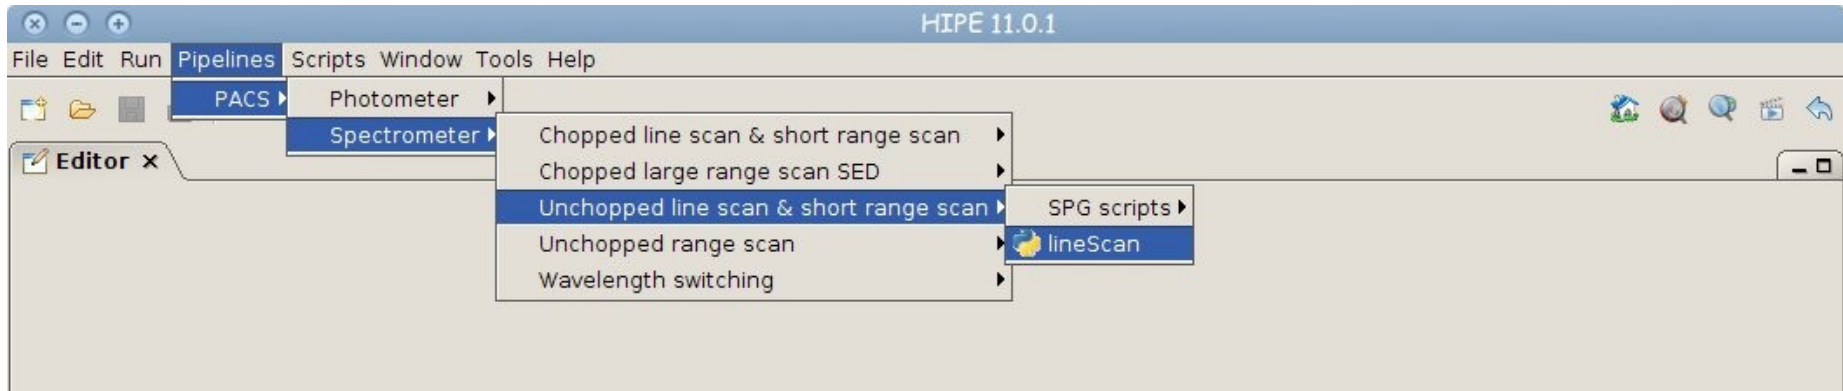 HIPE 11.0.1
File Edit Run Pipelines Scripts Window Tools Help
PACS
Photometer
Spectrometer
Editor
Chopped line scan & short range scan
Chopped large range scan SED
Unchopped line scan & short range scan
Unchopped range scan
Wavelength switching
SPG scripts
lineScan